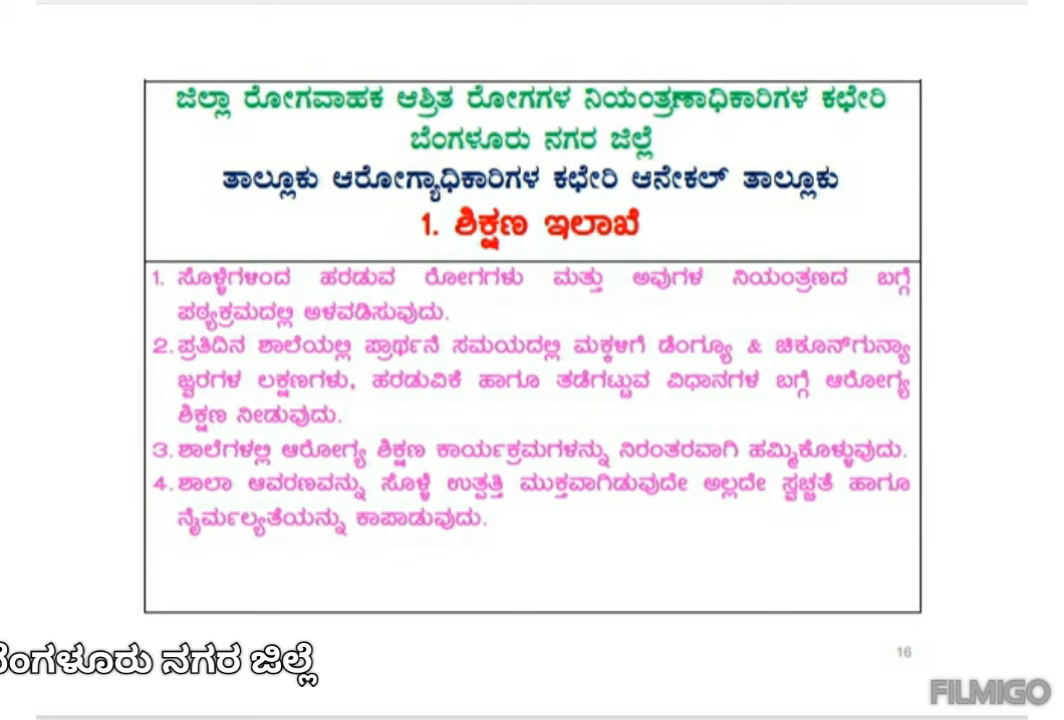 ಜಿಲ್ಲಾ ರೋಗವಾಹಕ ಆಶ್ರಿತ ರೋಗಗಳ ನಿಯಂತ್ರಣಾಧಿಕಾರಿಗಳ ಕಛೇರಿ
ಬೆಂಗಳೂರು ನಗರ ಜಿಲ್ಲೆ
ತಾಲ್ಲೂಕು ಆರೋಗ್ಯಾಧಿಕಾರಿಗಳ ಕಛೇರಿ ಆನೇಕಲ್ ತಾಲ್ಲೂಕು
1. ಶಿಕ್ಷಣ ಇಲಾಖೆ
1. ಸೊಳ್ಳೆಗಳಿಂದ ಹರಡುವ ರೋಗಗಳು ಮತ್ತು ಅವುಗಳ ನಿಯಂತ್ರಣದ ಬಗ್ಗೆ
ಪಠ್ಯಕ್ರಮದಲ್ಲಿ ಅಳವಡಿಸುವುದು.
2. ಪ್ರತಿದಿನ ಶಾಲೆಯಲ್ಲಿ ಪ್ರಾರ್ಥನೆ ಸಮಯದಲ್ಲಿ ಮಕ್ಕಳಿಗೆ ಡೆಂಗ್ಯೂ & ಚಿಕೂನ್‌ಗುನ್ಯಾ
ಜ್ವರಗಳ ಲಕ್ಷಣಗಳು, ಹರಡುವಿಕೆ ಹಾಗೂ ತಡೆಗಟ್ಟುವ ವಿಧಾನಗಳ ಬಗ್ಗೆ ಆರೋಗ್ಯ
ಶಿಕ್ಷಣ ನೀಡುವುದು.
3. ಶಾಲೆಗಳಲ್ಲಿ ಆರೋಗ್ಯ ಶಿಕ್ಷಣ ಕಾರ್ಯಕ್ರಮಗಳನ್ನು ನಿರಂತರವಾಗಿ ಹಮ್ಮಿಕೊಳ್ಳುವುದು.
4. ಶಾಲಾ ಆವರಣವನ್ನು ಸೊಳ್ಳೆ ಉತ್ಪತ್ತಿ ಮುಕ್ತವಾಗಿಡುವುದೇ ಅಲ್ಲದೇ ಸ್ವಚ್ಚತೆ ಹಾಗೂ
ನೈರ್ಮಲ್ಯತೆಯನ್ನು ಕಾಪಾಡುವುದು.
16
ಬೆಂಗಳೂರು ನಗರ ಜಿಲ್ಲೆ
FILMIGO